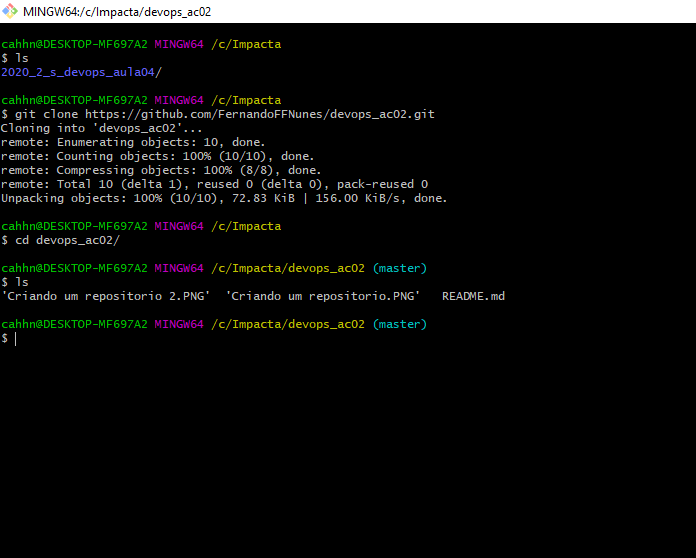 MINGW64:/c/Impacta/devops_ac02
cahhn@DESKTOP-MF697A2 MINGW64 /c/Impacta
$ ls
2020_2_s_devops_aula04/
cahhn@DESKTOP-MF697A2 MINGW64 /c/Impacta
$ git clone https://github.com/FernandoFFNunes/devops_ac02.git
Cloning into 'devops_ac02'...
remote: Enumerating objects: 10, done.
remote: Counting objects: 100% (10/10), done.
remote: Compressing objects: 100% (8/8), done.
remote: Total 10 (delta 1), reused 0 (delta 0), pack-reused 0
Unpacking objects: 100% (10/10), 72.83 KiB | 156.00 KiB/s, done.
cahhn@DESKTOP-MF697A2 MINGW64 /c/Impacta
$ cd devops_ac02/
cahhn@DESKTOP-MF697A2 MINGW64 /c/Impacta/devops_ac02 (master)
$ ls
'Criando um repositorio 2.PNG'  'Criando um repositorio.PNG'   README.md
cahhn@DESKTOP-MF697A2 MINGW64 /c/Impacta/devops_ac02 (master)
$